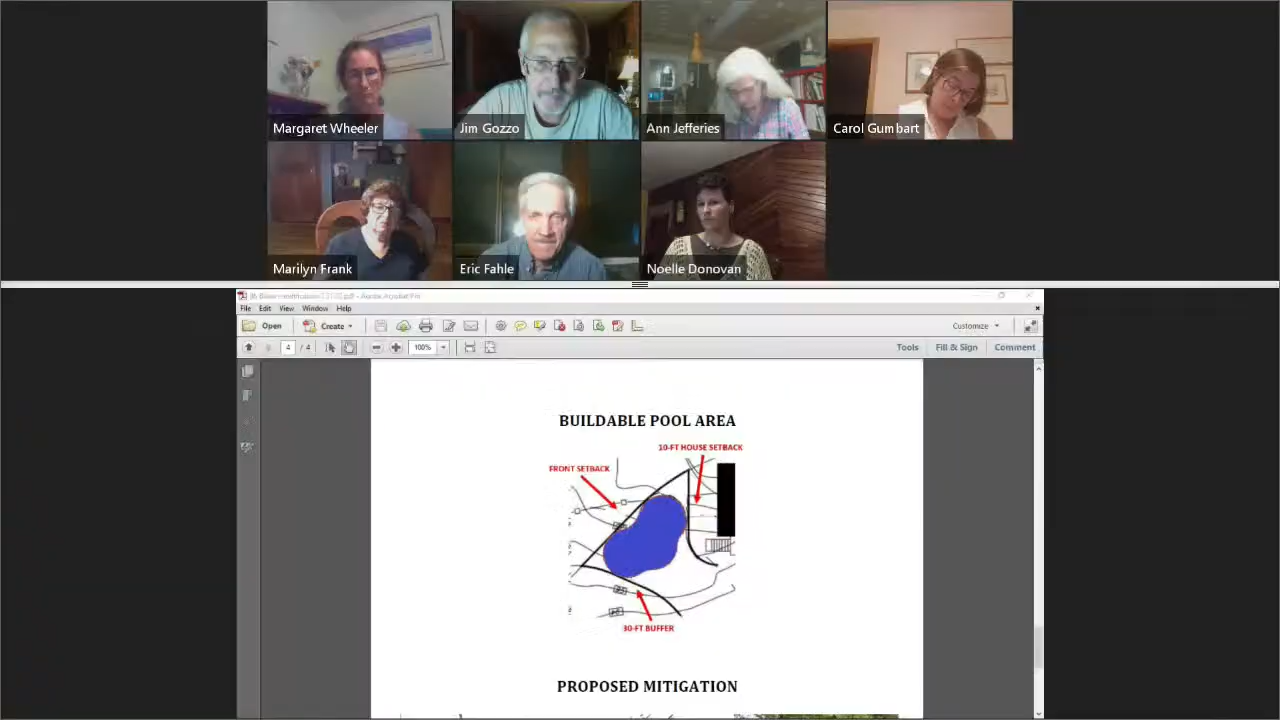 Margaret Wheeler
Jim Gozzo
Ann Jefferies
Carol Gumbart
Marilyn Frank
Eric Fahle
Noelle Donovan
File Edit View Window Help
Open
Create
Customize
4 / 4
100%
Tools
Fill & Sign
Comment
BUILDABLE POOL AREA
10-FT HOUSE SETBACK
FRONT SETBACK
30-FT BUFFER
PROPOSED MITIGATION